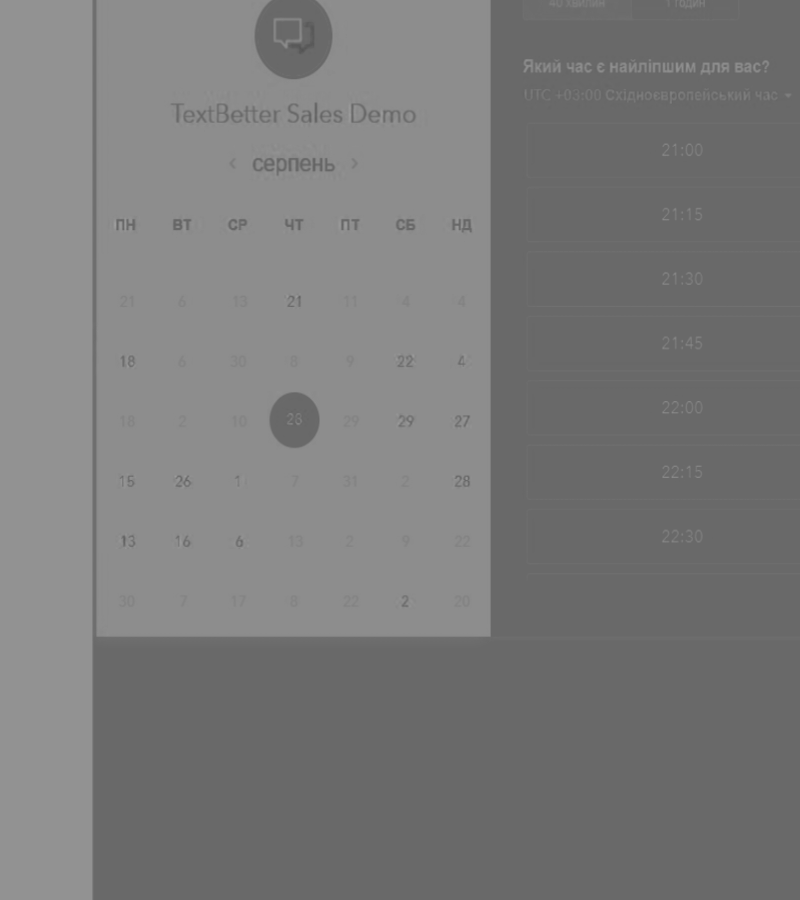 40 хвилин 1 годин
TextBetter Sales Demo
серпень
ПН ВТ СР ЧТ ПТ СБ НД
21 6 13 21 11 4 4
18 6 30 8 9 22 4
18 2 10 28 29 29 27
15 26 1 7 31 2 28
13 16 6 13 2 9 22
30 7 17 8 22 2 20
Який час є найліпшим для вас?
UTC +03:00 Східноєвропейський час
21:00
21:15
21:30
21:45
22:00
22:15
22:30